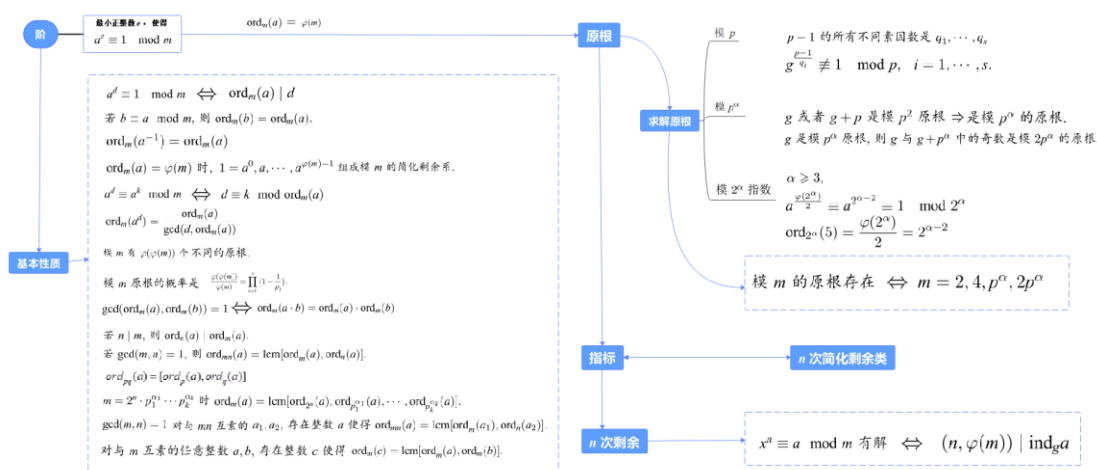 阶
最小正整数 e，使得
a^e ≡ 1 mod m
ord_m(a) = φ(m)
基本性质
a^d ≡ 1 mod m ⇔ ord_m(a) | d
若 b ≡ a mod m, 则 ord_m(b) = ord_m(a).
ord_m(a^{-1}) = ord_m(a)
ord_m(a) = φ(m) 时, 1 = a^0, a, ⋯, a^{φ(m)-1} 组成模 m 的简化剩余系.
a^d ≡ a^k mod m ⇔ d ≡ k mod ord_m(a)
ord_m(a^d) = ord_m(a) / gcd(d, ord_m(a))
模 m 有 φ(φ(m)) 个不同的原根.
模 m 原根的概率是 φ(φ(m))/φ(m) = ∏(1 - 1/p_i).
gcd(ord_m(a), ord_m(b)) = 1 ⇔ ord_m(a·b) = ord_m(a)·ord_m(b)
若 n | m, 则 ord_n(a) | ord_m(a).
若 gcd(m, n) = 1, 则 ord_{mn}(a) = lcm[ord_m(a), ord_n(a)].
ord_{pq}(a) = [ord_p(a), ord_q(a)]
m = 2^n · p_1^{α_1} ⋯ p_k^{α_k} 时 ord_m(a) = lcm[ord_{2^n}(a), ord_{p_1^{α_1}}(a), ⋯, ord_{p_k^{α_k}}(a)].
gcd(m, n) = 1 对与 mn 互素的 a_1, a_2, 存在整数 a 使得 ord_{mn}(a) = lcm[ord_m(a_1), ord_n(a_2)].
对与 m 互素的任意整数 a, b, 存在整数 c 使得 ord_m(c) = lcm[ord_m(a), ord_m(b)].
原根
求解原根
模 p
p − 1 的所有不同素因数是 q_1, ⋯, q_s
g^{(p-1)/q_i} ≢ 1 mod p, i = 1, ⋯, s.
模 p^α
g 或者 g + p 是模 p^2 原根 ⇒是模 p^α 的原根.
g 是模 p^α 原根, 则 g 与 g + p^α 中的奇数是模 2p^α 的原根
模 2^α 指数
α ⩾ 3,
a^{φ(2^α)/2} = a^{2^{α-2}} ≡ 1 mod 2^α
ord_{2^α}(5) = φ(2^α)/2 = 2^{α-2}
模 m 的原根存在 ⇔ m = 2, 4, p^α, 2p^α
指标
n 次简化剩余类
n 次剩余
x^n ≡ a mod m 有解 ⇔ (n, φ(m)) | ind_g a